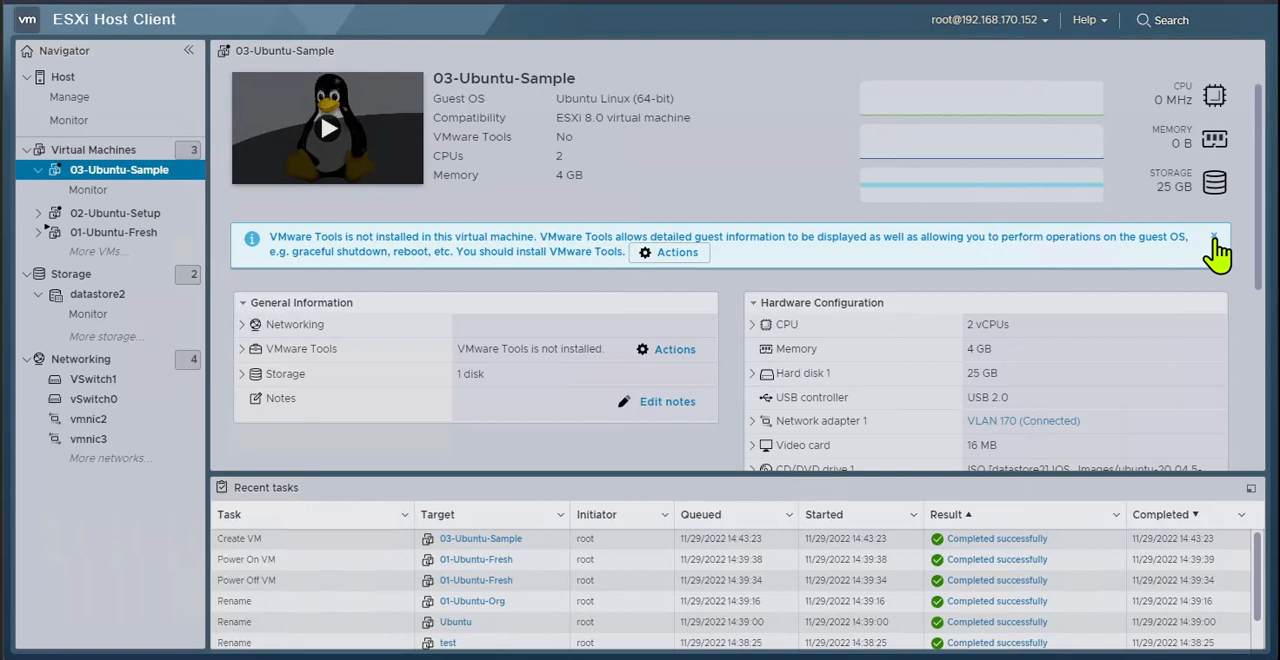 vm ESXi Host Client root@192.168.170.152 Help Search
Navigator
Host
Manage
Monitor
Virtual Machines 3
03-Ubuntu-Sample
Monitor
02-Ubuntu-Setup
01-Ubuntu-Fresh
More VMs...
Storage 2
datastore2
Monitor
More storage...
Networking 4
VSwitch1
vSwitch0
vmnic2
vmnic3
More networks...
03-Ubuntu-Sample
03-Ubuntu-Sample
Guest OS Ubuntu Linux (64-bit)
Compatibility ESXi 8.0 virtual machine
VMware Tools No
CPUs 2
Memory 4 GB
CPU
0 MHz
MEMORY
0 B
STORAGE
25 GB
VMware Tools is not installed in this virtual machine. VMware Tools allows detailed guest information to be displayed as well as allowing you to perform operations on the guest OS,
e.g. graceful shutdown, reboot, etc. You should install VMware Tools. Actions
General Information
Networking
VMware Tools VMware Tools is not installed. Actions
Storage 1 disk
Notes Edit notes
Hardware Configuration
CPU 2 vCPUs
Memory 4 GB
Hard disk 1 25 GB
USB controller USB 2.0
Network adapter 1 VLAN 170 (Connected)
Video card 16 MB
CD/DVD drive 1 ISO [datastore2] IOS_Images/ubuntu-20.04.5-
Recent tasks
Task Target Initiator Queued Started Result Completed
Create VM 03-Ubuntu-Sample root 11/29/2022 14:43:23 11/29/2022 14:43:23 Completed successfully 11/29/2022 14:43:23
Power On VM 01-Ubuntu-Fresh root 11/29/2022 14:39:38 11/29/2022 14:39:38 Completed successfully 11/29/2022 14:39:39
Power Off VM 01-Ubuntu-Fresh root 11/29/2022 14:39:34 11/29/2022 14:39:34 Completed successfully 11/29/2022 14:39:34
Rename 01-Ubuntu-Org root 11/29/2022 14:39:16 11/29/2022 14:39:16 Completed successfully 11/29/2022 14:39:16
Rename Ubuntu root 11/29/2022 14:39:00 11/29/2022 14:39:00 Completed successfully 11/29/2022 14:39:00
Rename test root 11/29/2022 14:38:25 11/29/2022 14:38:25 Completed successfully 11/29/2022 14:38:25